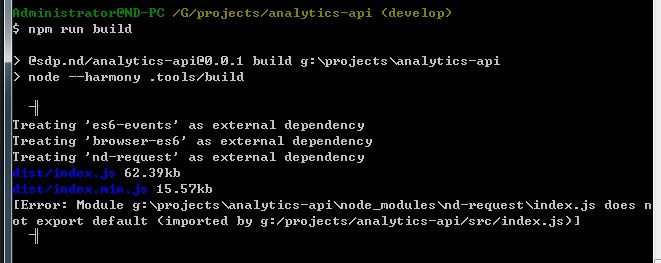 Administrator@ND-PC /G/projects/analytics-api (develop)
$ npm run build
> @sdp.nd/analytics-api@0.0.1 build g:\projects\analytics-api
> node --harmony .tools/build
Treating 'es6-events' as external dependency
Treating 'browser-es6' as external dependency
Treating 'nd-request' as external dependency
dist/index.js 62.39kb
dist/index.min.js 15.57kb
[Error: Module g:\projects\analytics-api\node_modules\nd-request\index.js does n
ot export default (imported by g:/projects/analytics-api/src/index.js)]